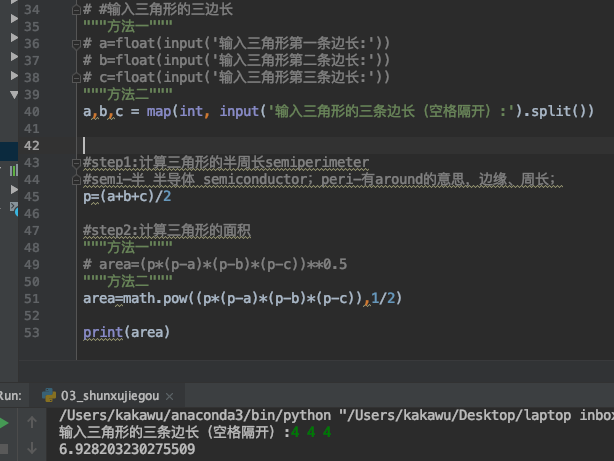 34 # #输入三角形的三边长
35 """方法一"""
36 # a=float(input('输入三角形第一条边长:'))
37 # b=float(input('输入三角形第二条边长:'))
38 # c=float(input('输入三角形第三条边长:'))
39 """方法二"""
40 a,b,c = map(int, input('输入三角形的三条边长（空格隔开）:').split())
41
42
43 #step1:计算三角形的半周长semiperimeter
44 #semi-半 半导体 semiconductor；peri-有around的意思，边缘、周长；
45 p=(a+b+c)/2
46
47 #step2:计算三角形的面积
48 """方法一"""
49 # area=(p*(p-a)*(p-b)*(p-c))**0.5
50 """方法二"""
51 area=math.pow((p*(p-a)*(p-b)*(p-c)),1/2)
52
53 print(area)
Run: 03_shunxujiegou ×
/Users/kakawu/anaconda3/bin/python "/Users/kakawu/Desktop/laptop inbo
输入三角形的三条边长（空格隔开）:4 4 4
6.928203230275509